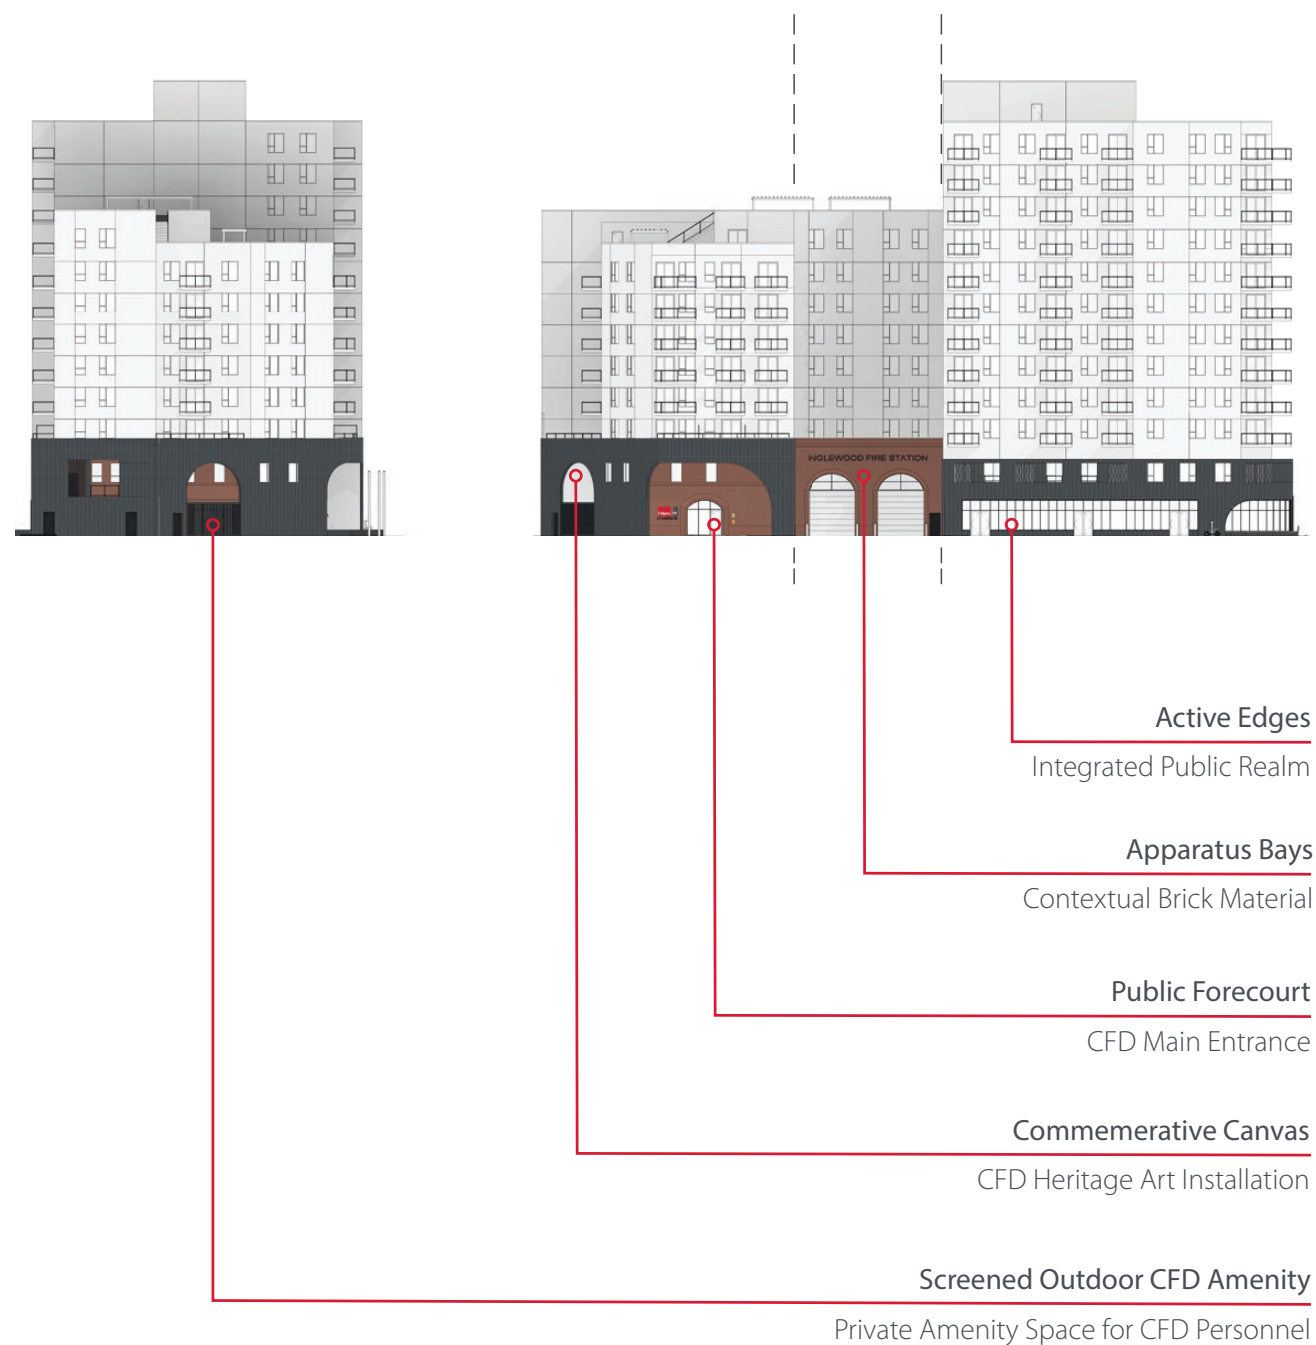 INGLEWOOD FIRE STATION
Calgary
Active Edges
Integrated Public Realm
Apparatus Bays
Contextual Brick Material
Public Forecourt
CFD Main Entrance
Commemerative Canvas
CFD Heritage Art Installation
Screened Outdoor CFD Amenity
Private Amenity Space for CFD Personnel